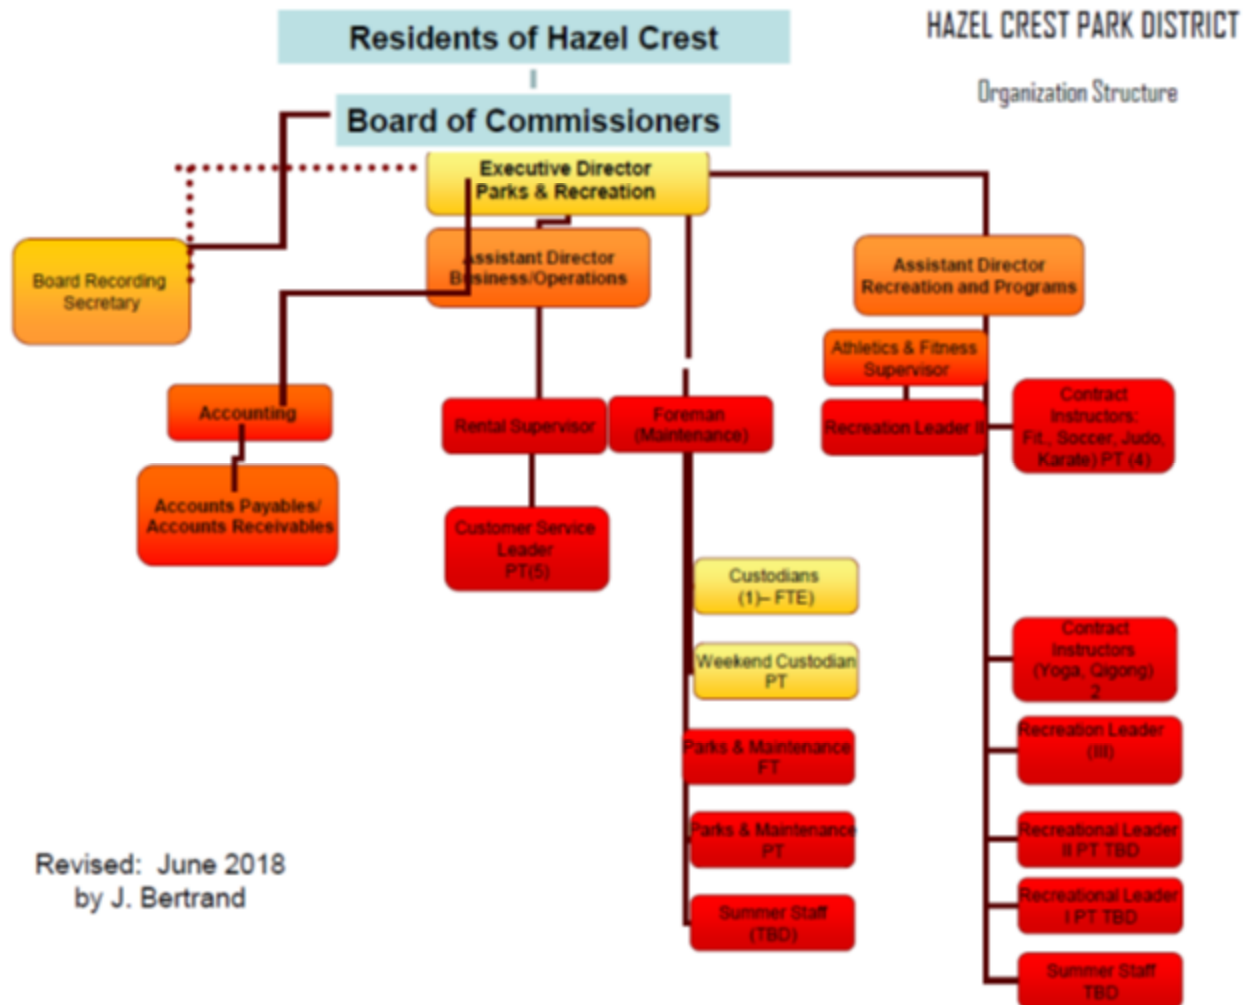 HAZEL CREST PARK DISTRICT
Organization Structure
Residents of Hazel Crest
Board of Commissioners
Executive Director
Parks & Recreation
Board Recording
Secretary
Assistant Director
Business/Operations
Assistant Director
Recreation and Programs
Athletics & Fitness
Supervisor
Accounting
Rental Supervisor
Foreman
(Maintenance)
Recreation Leader II
Contract
Instructors:
Fit., Soccer, Judo,
Karate) PT (4)
Accounts Payables/
Accounts Receivables
Customer Service
Leader
PT(5)
Custodians
(1)– FTE)
Weekend Custodian
PT
Parks & Maintenance
FT
Parks & Maintenance
PT
Summer Staff
(TBD)
Contract
Instructors
(Yoga, Qigong)
2
Recreation Leader
(III)
Recreational Leader
II PT TBD
Recreational Leader
I PT TBD
Summer Staff
TBD
Revised:  June 2018
by J. Bertrand